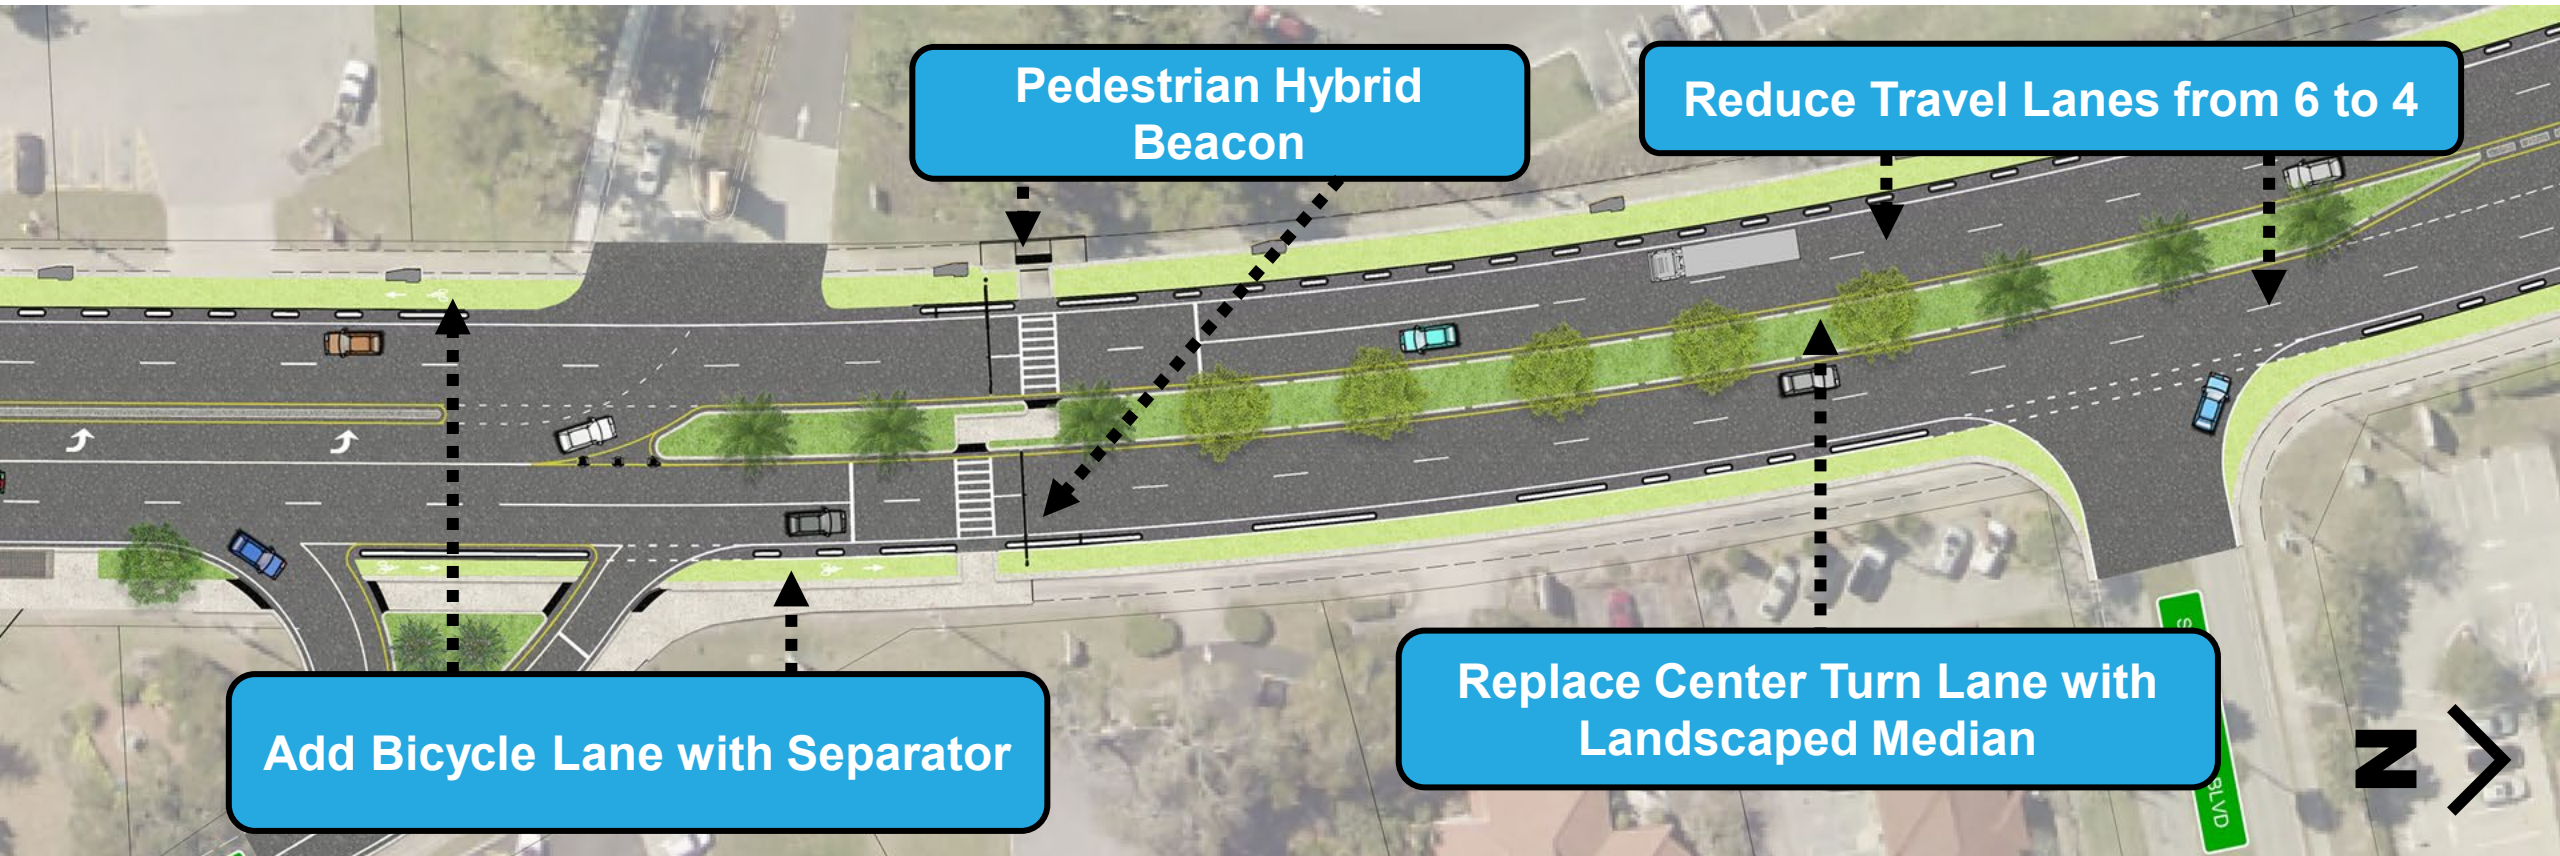 Pedestrian Hybrid
Beacon
Reduce Travel Lanes from 6 to 4
Add Bicycle Lane with Separator
Replace Center Turn Lane with
Landscaped Median
BLVD
N